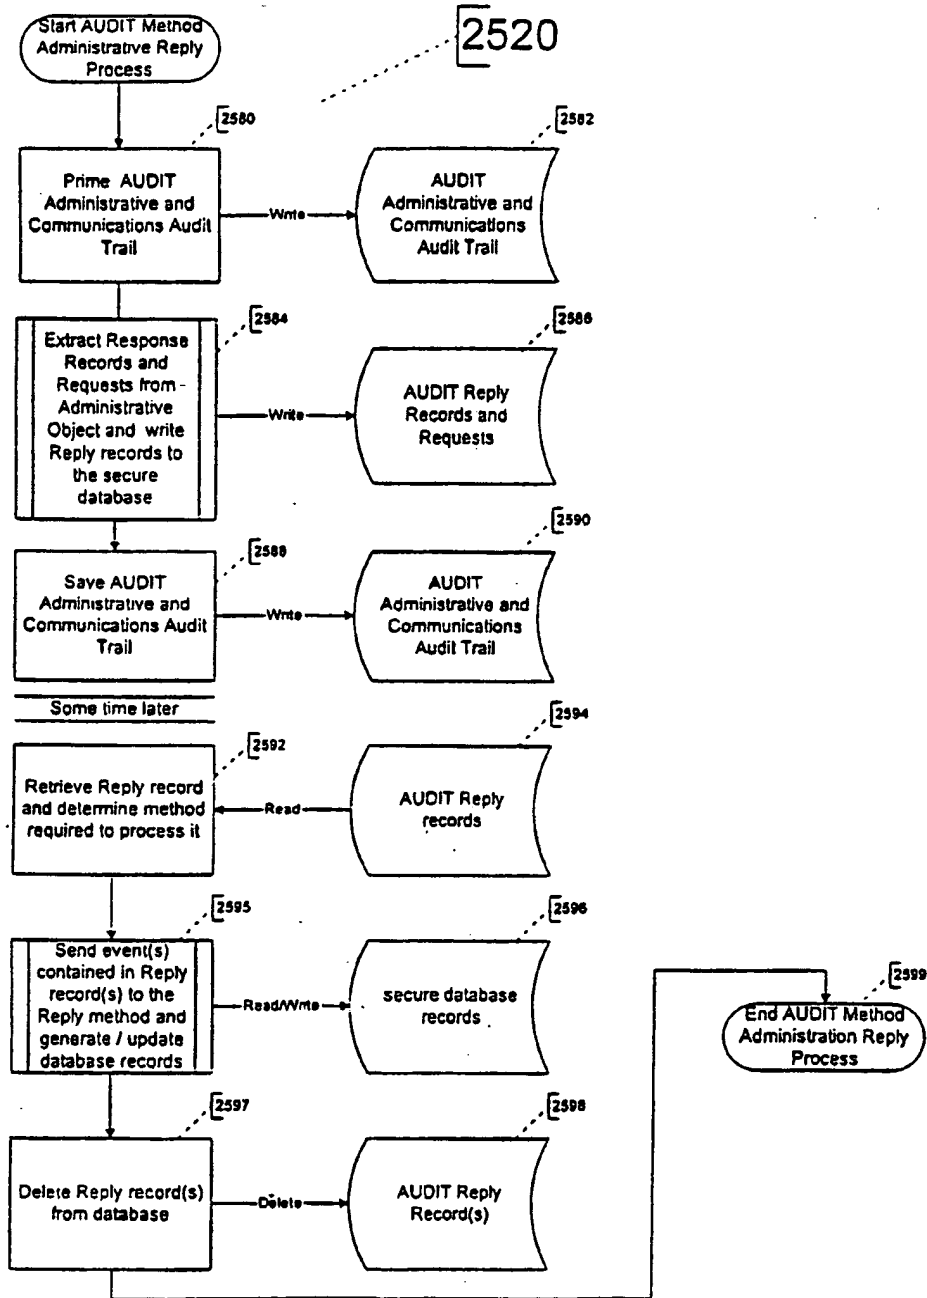 Start AUDIT Method
Administrative Reply
Process
2520
2580
2582
Prime AUDIT
Administrative and
Communications Audit
Trail
Write
AUDIT
Administrative and
Communications
Audit Trail
2584
2586
Extract Response
Records and
Requests from
Administrative
Object and write
Reply records to
the secure
database
Write
AUDIT Reply
Records and
Requests
2588
2590
Save AUDIT
Administrative and
Communications Audit
Trail
Write
AUDIT
Administrative and
Communications
Audit Trail
Some time later
2592
2594
Retrieve Reply record
and determine method
required to process it
Read
AUDIT Reply
records
2595
2596
Send event(s)
contained in Reply
record(s) to the
Reply method and
generate / update
database records
Read/Write
secure database
records
2599
End AUDIT Method
Administration Reply
Process
2597
2598
Delete Reply record(s)
from database
Delete
AUDIT Reply
Record(s)